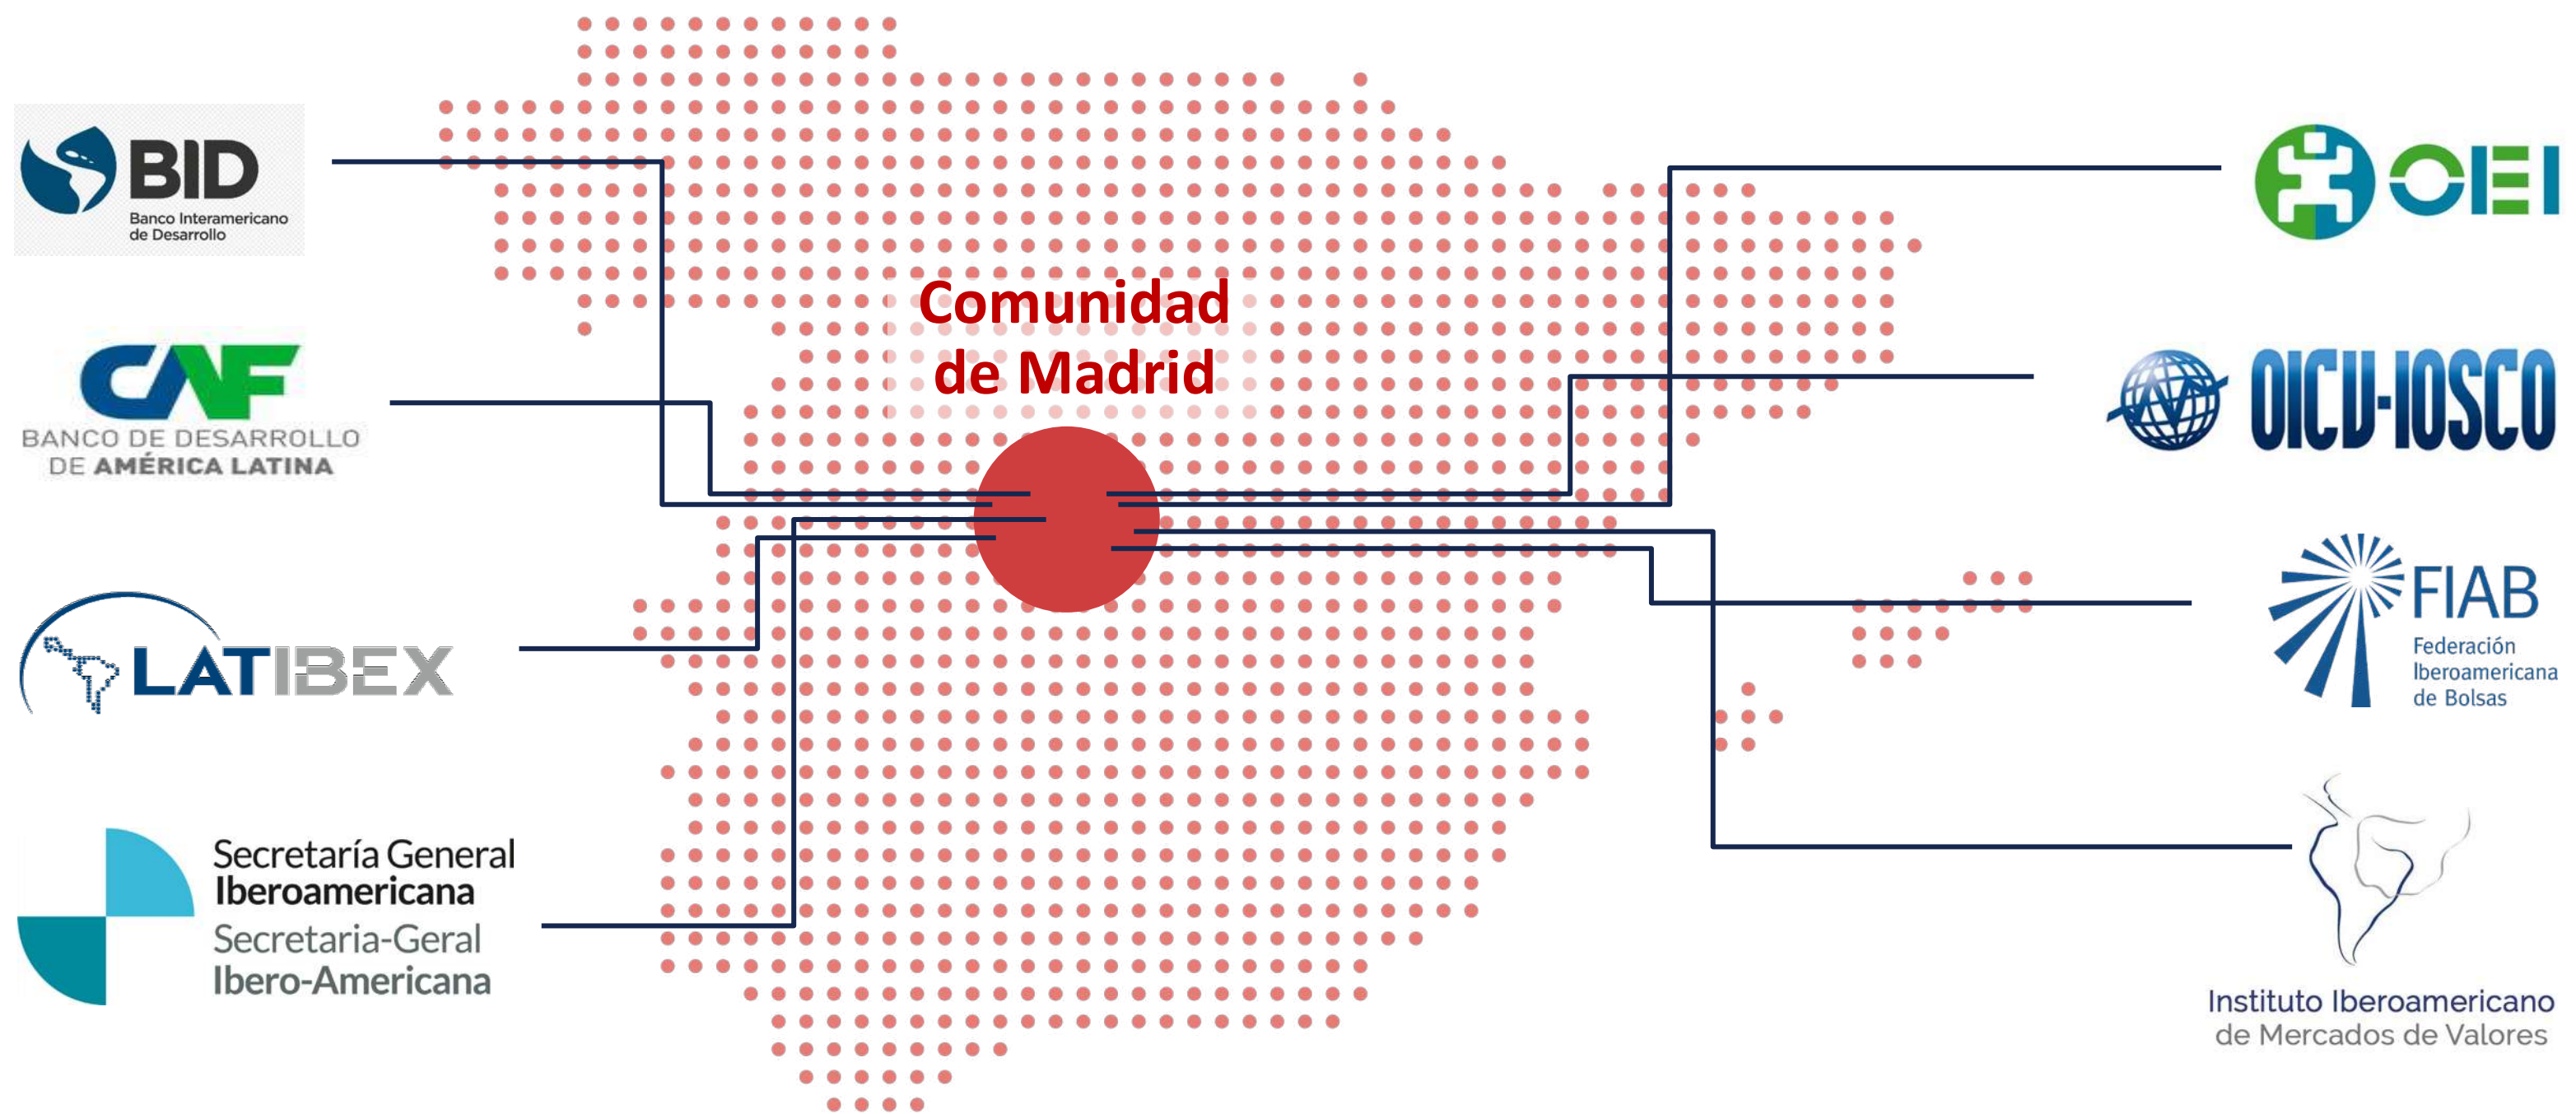 BID
Banco Interamericano
de Desarrollo
CAF
BANCO DE DESARROLLO
DE AMÉRICA LATINA
LATIBEX
Secretaría General
Iberoamericana
Secretaria-Geral
Ibero-Americana
Comunidad
de Madrid
OEI
OICU-IOSCO
FIAB
Federación
Iberoamericana
de Bolsas
Instituto Iberoamericano
de Mercados de Valores